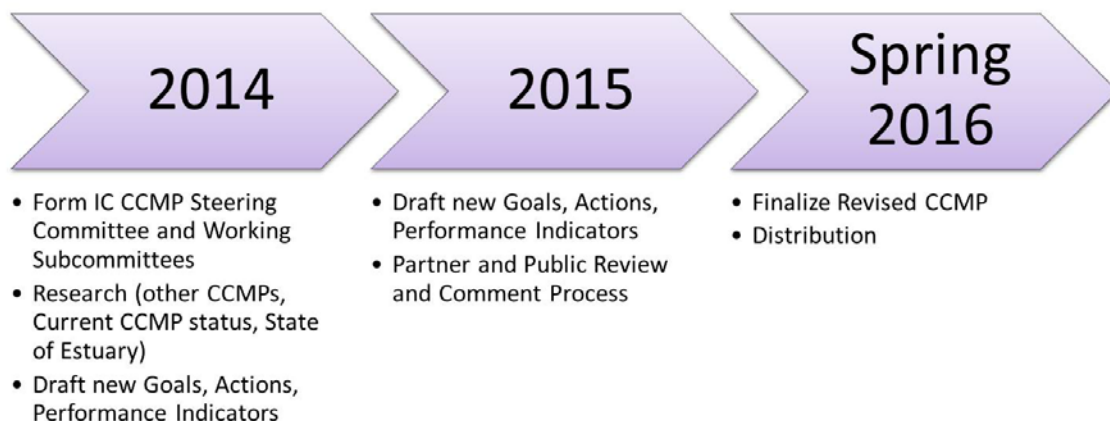 2014
• Form IC CCMP Steering
Committee and Working
Subcommittees
• Research (other CCMPs,
Current CCMP status, State
of Estuary)
• Draft new Goals, Actions,
Performance Indicators
2015
• Draft new Goals, Actions,
Performance Indicators
• Partner and Public Review
and Comment Process
Spring
2016
• Finalize Revised CCMP
• Distribution